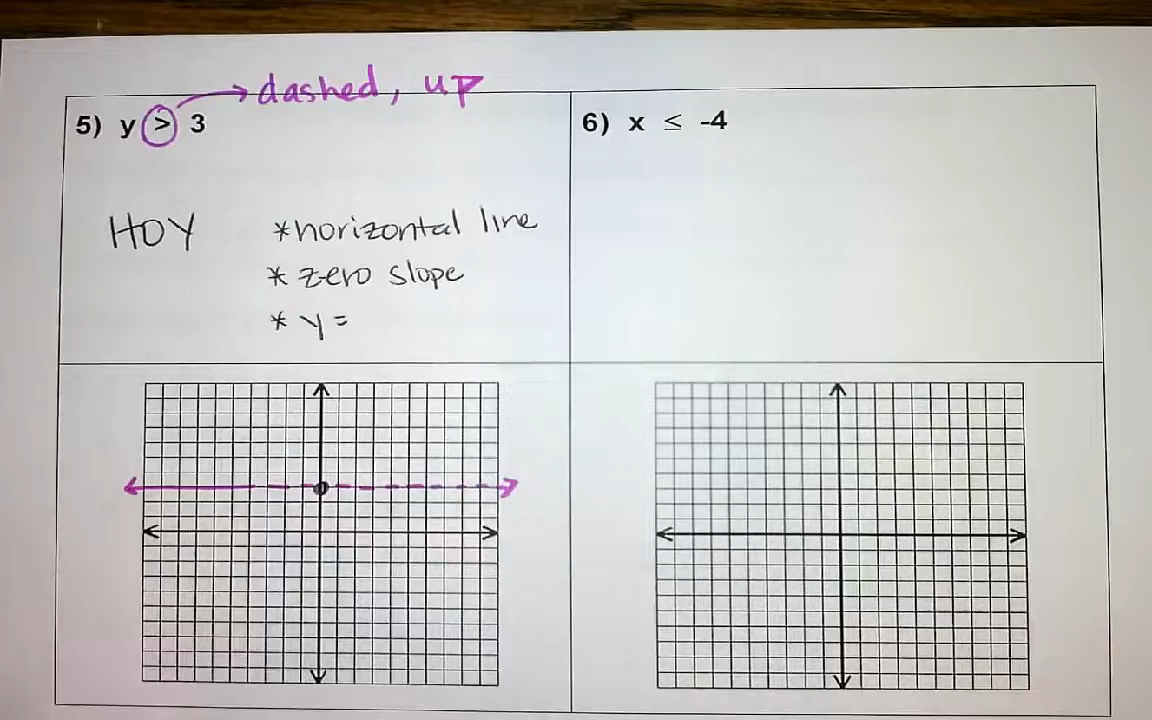 dashed, up
5) y > 3
HOY
*horizontal line
* zero slope
* y =
6) x ≤ -4